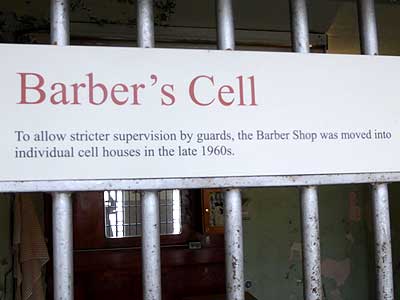 Barber's Cell
To allow stricter supervision by guards, the Barber Shop was moved into
individual cell houses in the late 1960s.